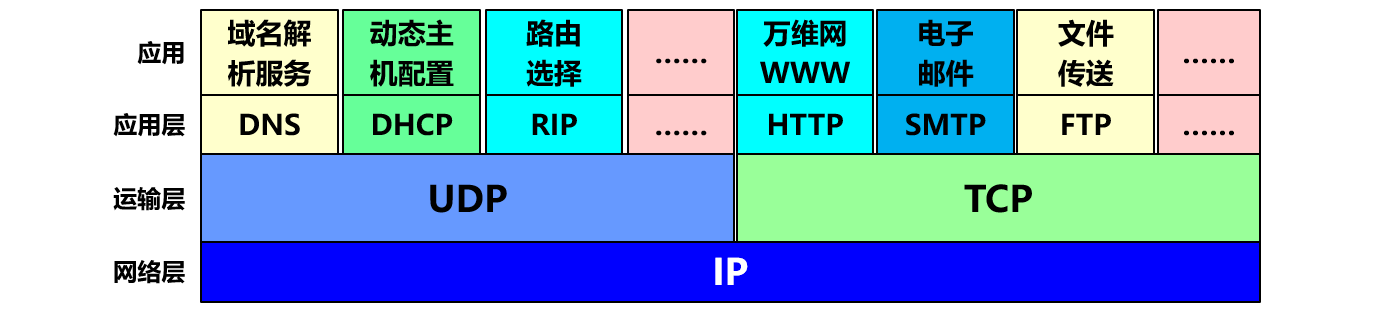 应用
域名解
析服务
动态主
机配置
路由
选择
……
万维网
WWW
电子
邮件
文件
传送
……
应用层
DNS
DHCP
RIP
……
HTTP
SMTP
FTP
……
运输层
UDP
TCP
网络层
IP